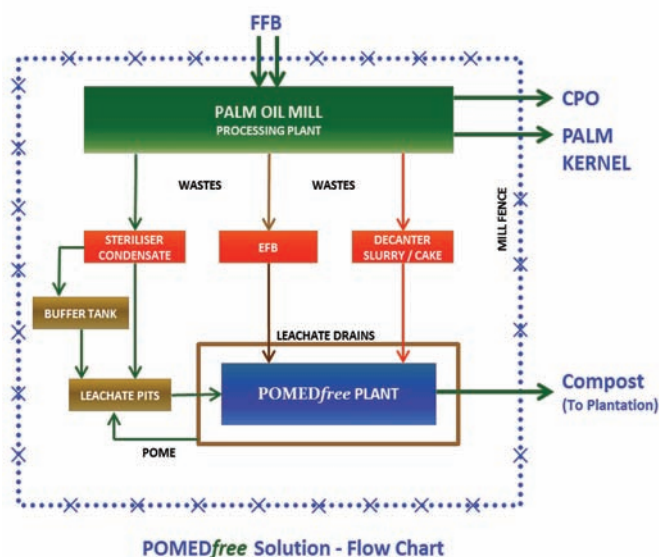 FFB
PALM OIL MILL
PROCESSING PLANT
CPO
PALM
KERNEL
WASTES
WASTES
MILL FENCE
STERILISER
CONDENSATE
EFB
DECANTER
SLURRY / CAKE
BUFFER TANK
LEACHATE DRAINS
LEACHATE PITS
POMEDfree PLANT
Compost
(To Plantation)
POME
POMEDfree Solution - Flow Chart